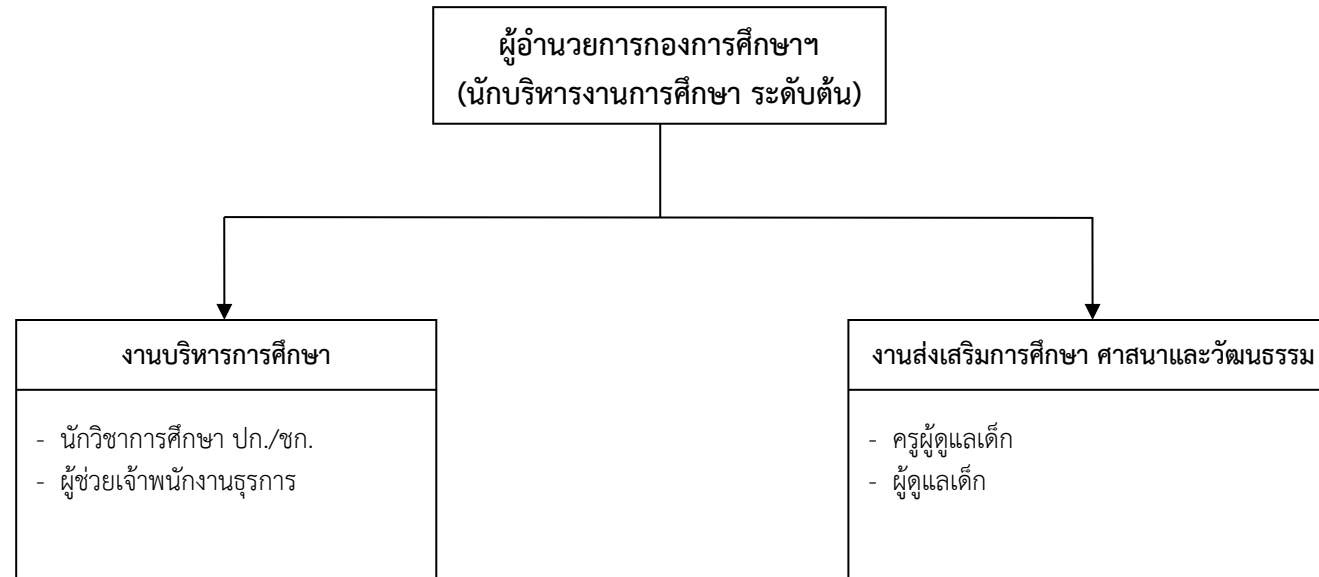 ผู้อำนวยการกองการศึกษาฯ
(นักบริหารงานการศึกษา ระดับต้น)
งานบริหารการศึกษา
- นักวิชาการศึกษา ปก./ชก.
- ผู้ช่วยเจ้าพนักงานธุรการ
งานส่งเสริมการศึกษา ศาสนาและวัฒนธรรม
- ครูผู้ดูแลเด็ก
- ผู้ดูแลเด็ก